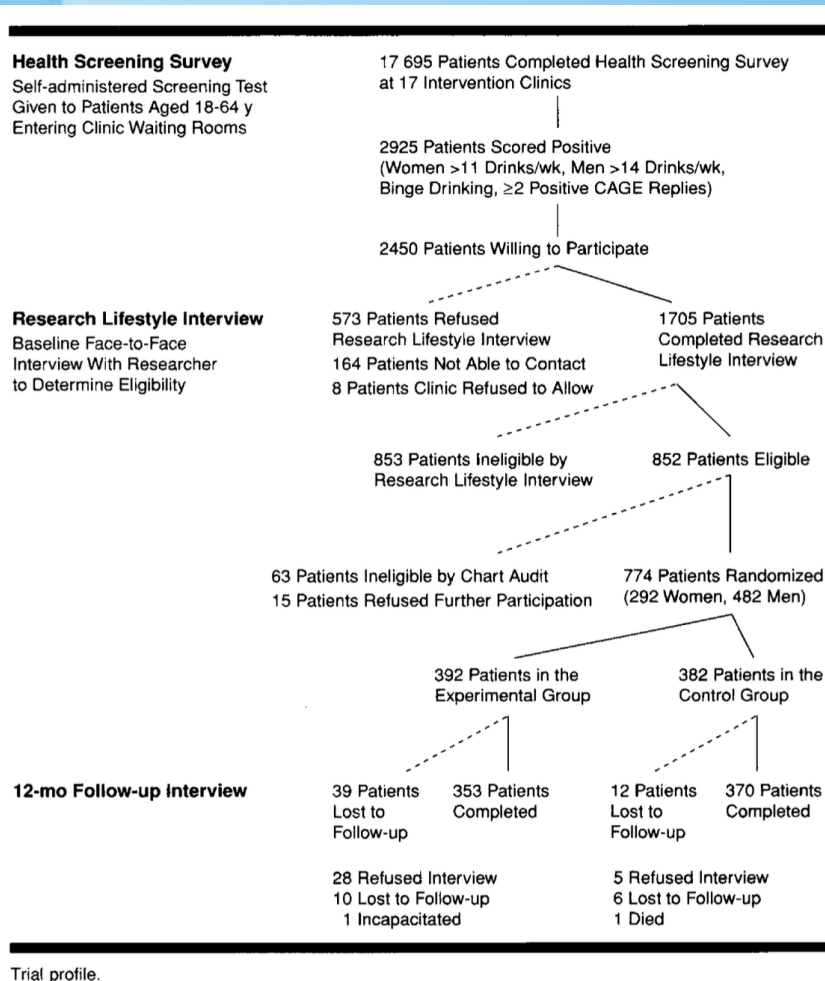 Health Screening Survey
Self-administered Screening Test
Given to Patients Aged 18-64 y
Entering Clinic Waiting Rooms
17 695 Patients Completed Health Screening Survey
at 17 Intervention Clinics
2925 Patients Scored Positive
(Women >11 Drinks/wk, Men >14 Drinks/wk,
Binge Drinking, ≥2 Positive CAGE Replies)
2450 Patients Willing to Participate
Research Lifestyle Interview
Baseline Face-to-Face
Interview With Researcher
to Determine Eligibility
573 Patients Refused
Research Lifestyle Interview
164 Patients Not Able to Contact
8 Patients Clinic Refused to Allow
1705 Patients
Completed Research
Lifestyle Interview
853 Patients Ineligible by
Research Lifestyle Interview
852 Patients Eligible
63 Patients Ineligible by Chart Audit
15 Patients Refused Further Participation
774 Patients Randomized
(292 Women, 482 Men)
392 Patients in the
Experimental Group
382 Patients in the
Control Group
12-mo Follow-up Interview
39 Patients
Lost to
Follow-up
353 Patients
Completed
12 Patients
Lost to
Follow-up
370 Patients
Completed
28 Refused Interview
10 Lost to Follow-up
1 Incapacitated
5 Refused Interview
6 Lost to Follow-up
1 Died
Trial profile.